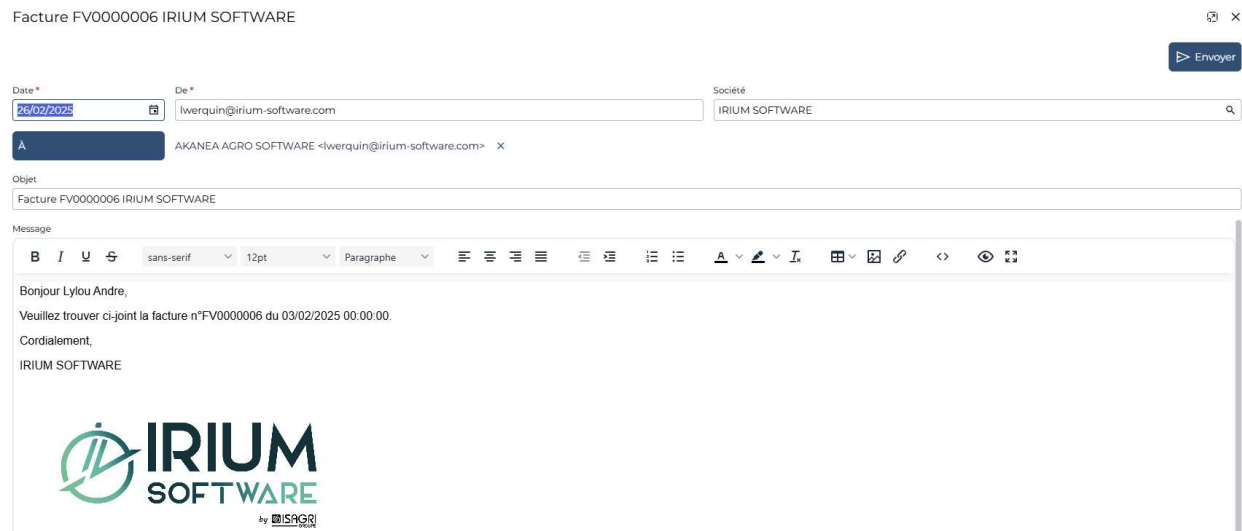 Facture FV0000006 IRIUM SOFTWARE
Envoyer
Date *
De *
Société
26/02/2025
lwerquin@irium-software.com
IRIUM SOFTWARE
À
AKANEA AGRO SOFTWARE <lwerquin@irium-software.com>
Objet
Facture FV0000006 IRIUM SOFTWARE
Message
B I U S sans-serif 12pt Paragraphe
Bonjour Lylou Andre,
Veuillez trouver ci-joint la facture n°FV0000006 du 03/02/2025 00:00:00.
Cordialement,
IRIUM SOFTWARE
IRIUM
SOFTWARE
by ISAGRI
GROUPE